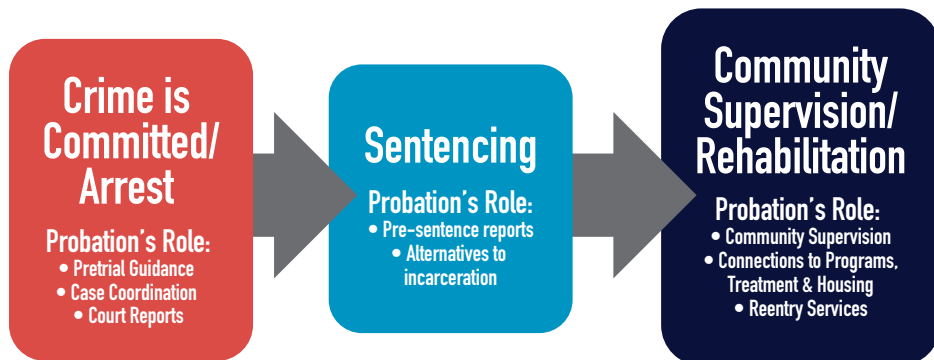 Crime is
Committed/
Arrest
Probation's Role:
• Pretrial Guidance
• Case Coordination
• Court Reports
Sentencing
Probation's Role:
• Pre-sentence reports
• Alternatives to
incarceration
Community
Supervision/
Rehabilitation
Probation's Role:
• Community Supervision
• Connections to Programs,
Treatment & Housing
• Reentry Services